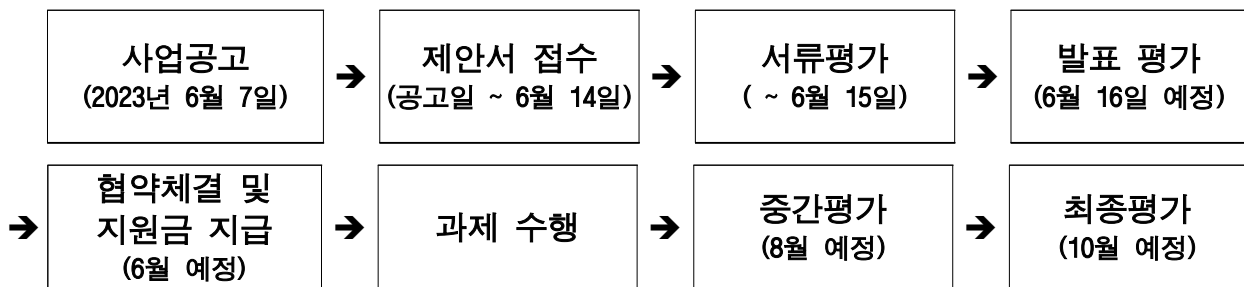 사업공고
(2023년 6월 7일)
➔
제안서 접수
(공고일 ~ 6월 14일)
➔
서류평가
( ~ 6월 15일)
➔
발표 평가
(6월 16일 예정)
➔
협약체결 및
지원금 지급
(6월 예정)
➔
과제 수행
➔
중간평가
(8월 예정)
➔
최종평가
(10월 예정)